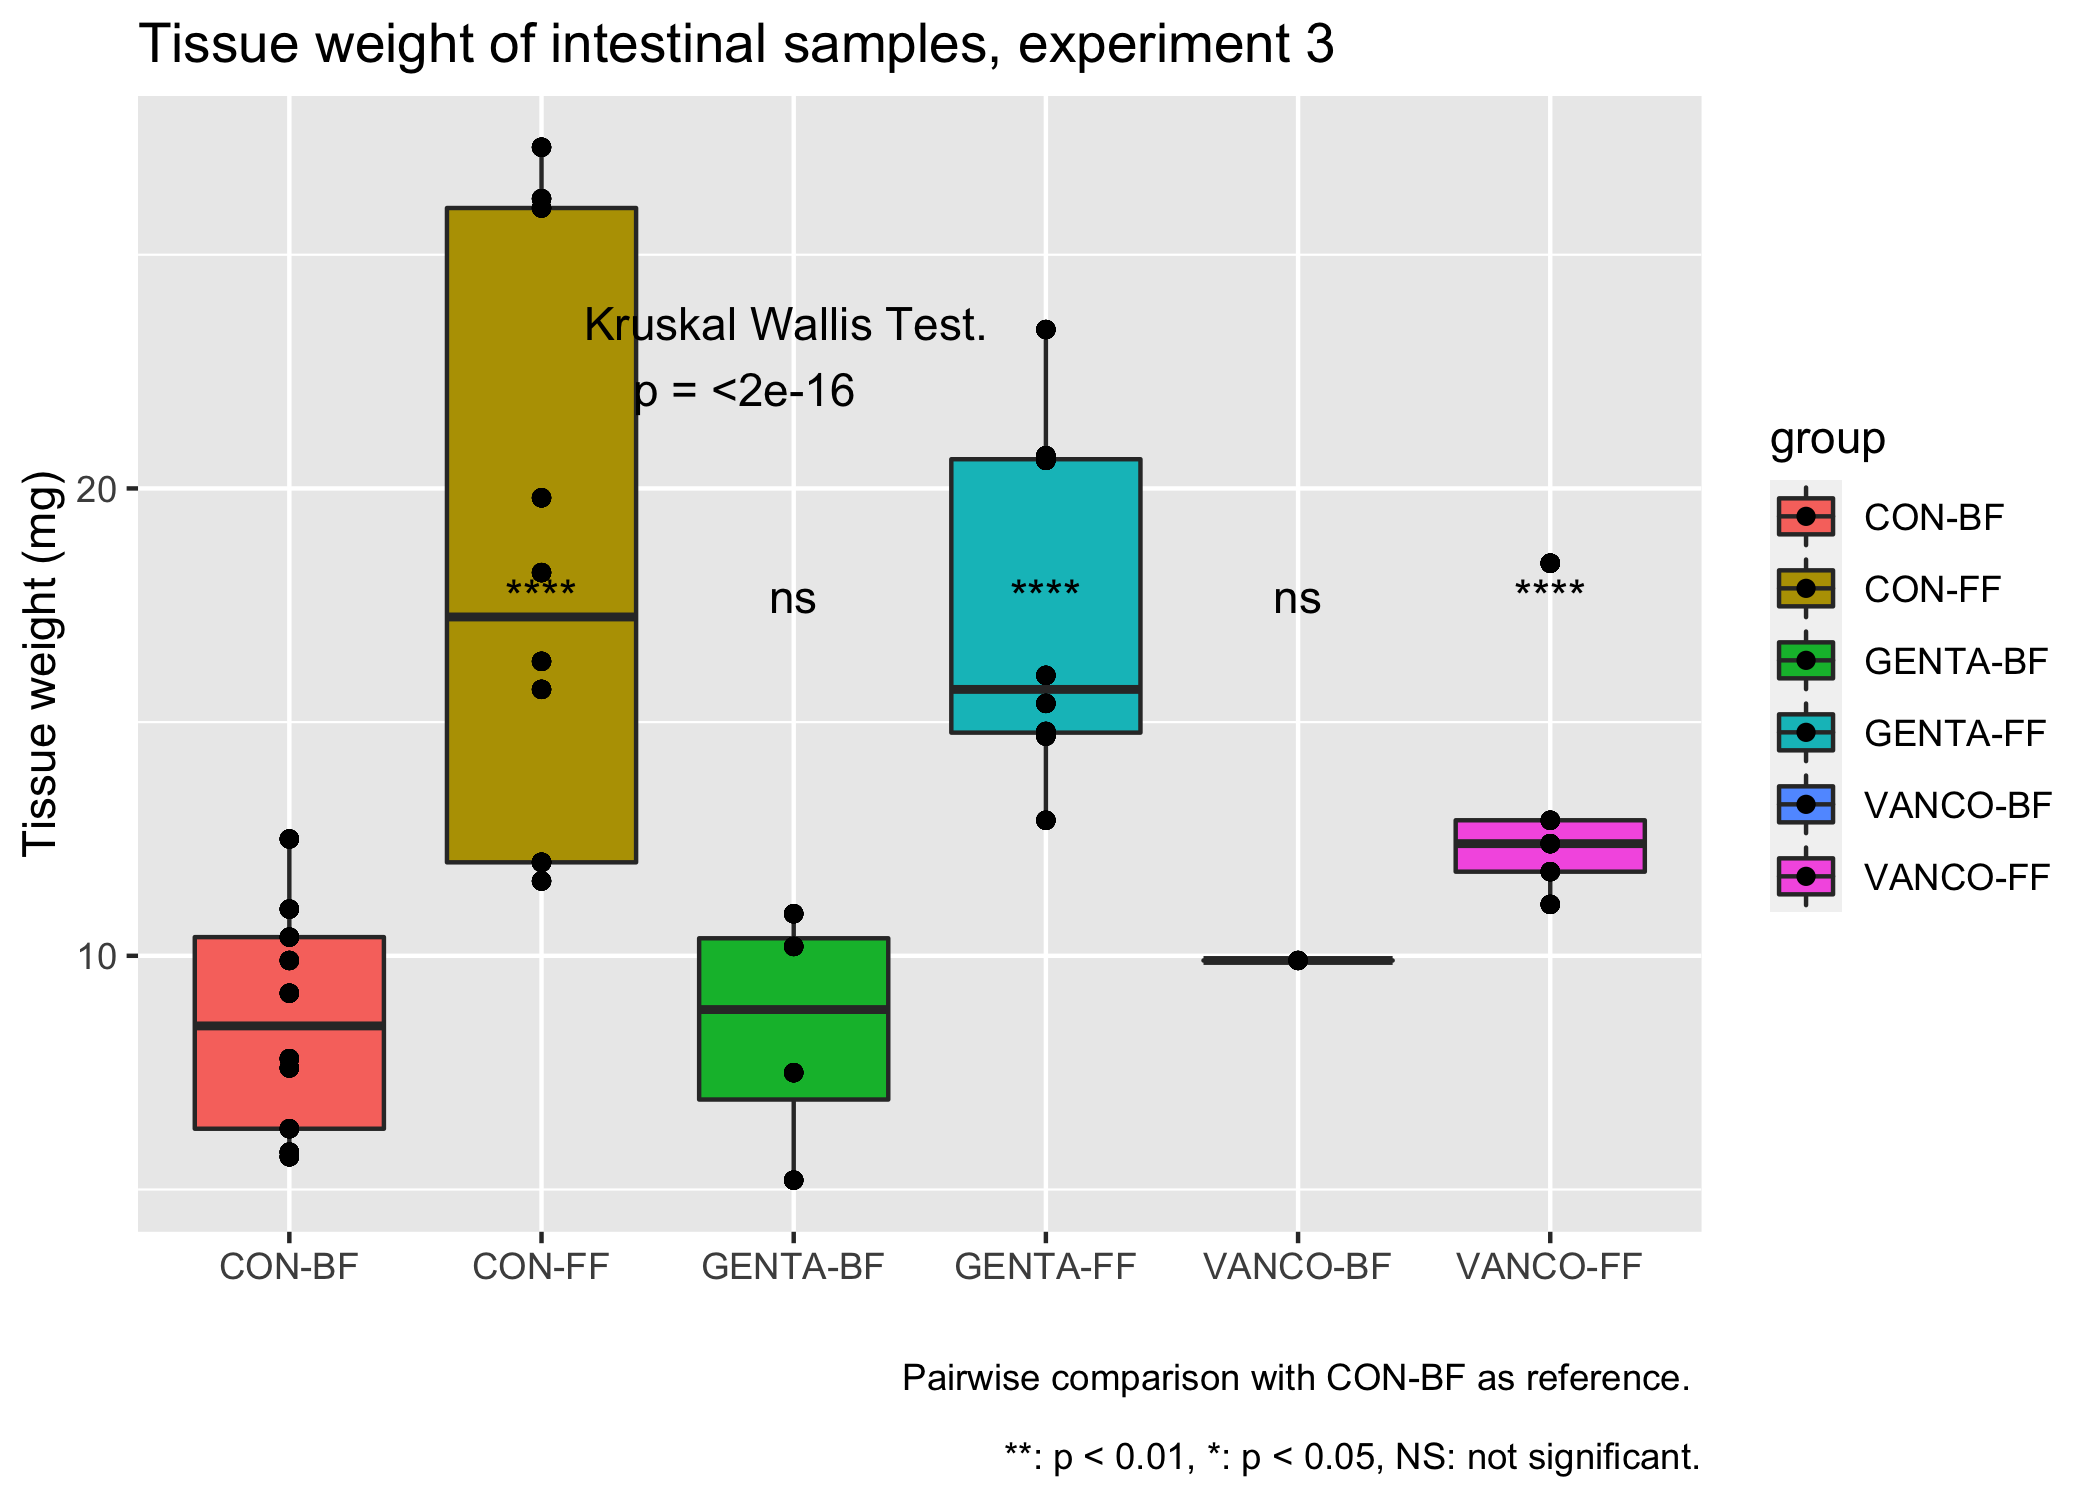 Tissue weight of intestinal samples, experiment 3
Tissue weight (mg)
20
10
Kruskal Wallis Test.
p = <2e-16
****
ns
****
ns
****
CON-BF
CON-FF
GENTA-BF
GENTA-FF
VANCO-BF
VANCO-FF
group
CON-BF
CON-FF
GENTA-BF
GENTA-FF
VANCO-BF
VANCO-FF
Pairwise comparison with CON-BF as reference.
**: p < 0.01, *: p < 0.05, NS: not significant.